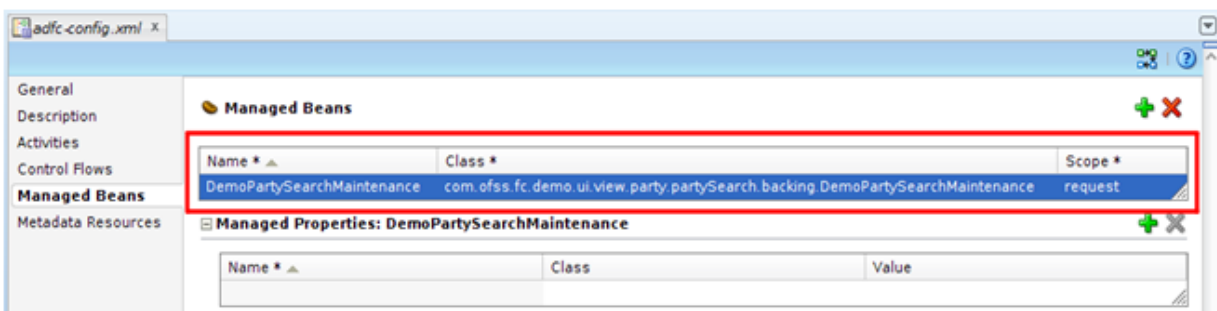 adfc-config.xml x
General
Description
Activities
Control Flows
Managed Beans
Metadata Resources
Managed Beans
Name * Class * Scope *
DemoPartySearchMaintenance com.ofss.fc.demo.ui.view.party.partySearch.backing.DemoPartySearchMaintenance request
Managed Properties: DemoPartySearchMaintenance
Name * Class Value